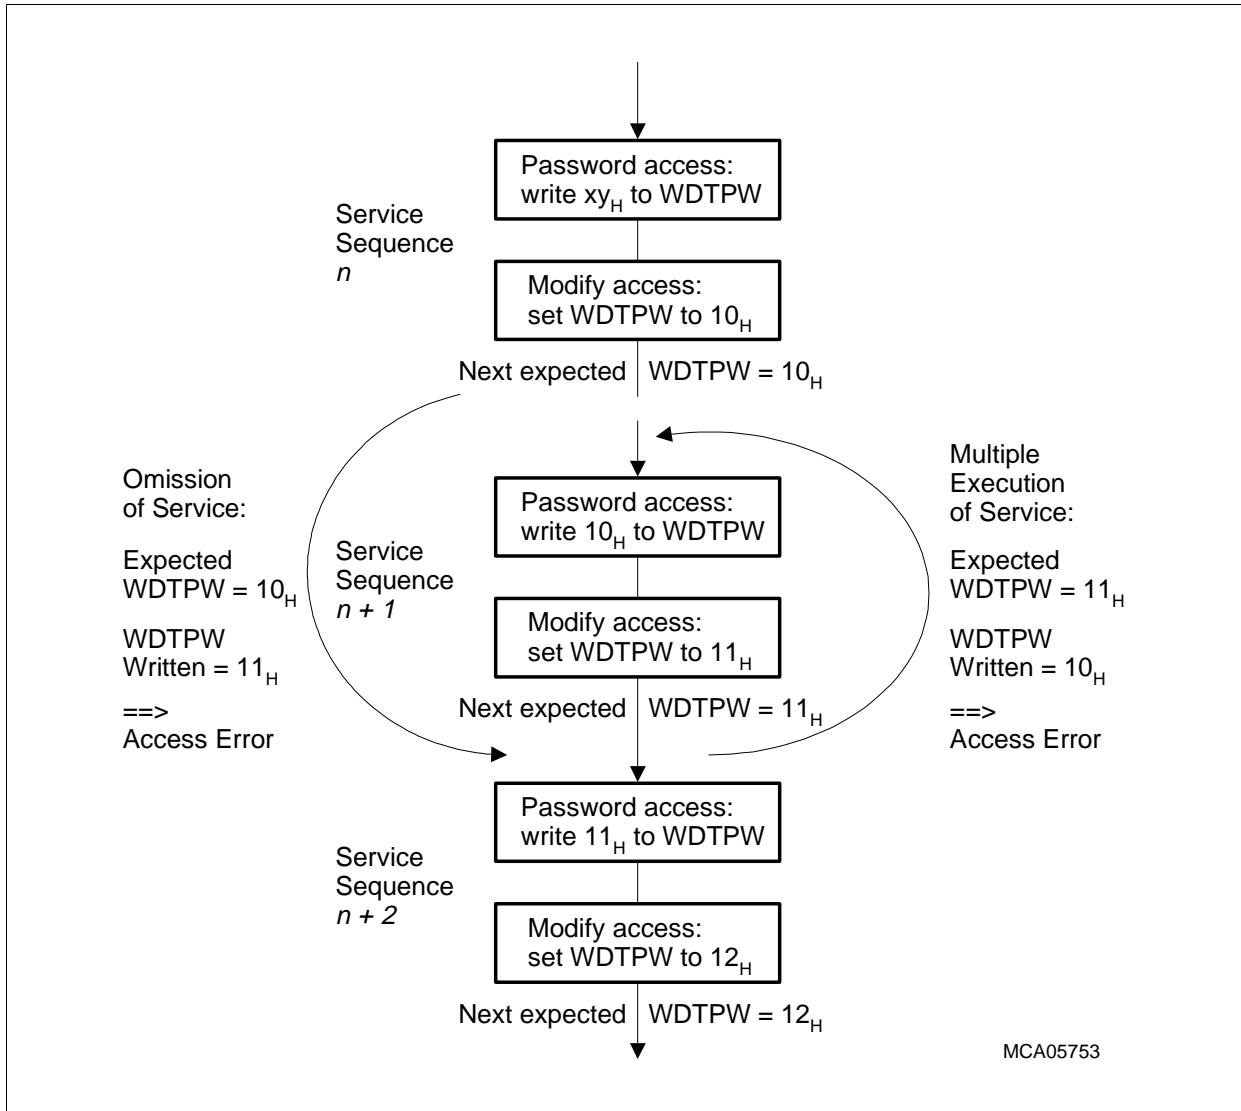 Password access:
write xyH to WDTPW
Service
Sequence
n
Modify access:
set WDTPW to 10H
Next expected WDTPW = 10H
Omission
of Service:
Expected
WDTPW = 10H
WDTPW
Written = 11H
==>
Access Error
Password access:
write 10H to WDTPW
Service
Sequence
n + 1
Modify access:
set WDTPW to 11H
Next expected WDTPW = 11H
Multiple
Execution
of Service:
Expected
WDTPW = 11H
WDTPW
Written = 10H
==>
Access Error
Password access:
write 11H to WDTPW
Service
Sequence
n + 2
Modify access:
set WDTPW to 12H
Next expected WDTPW = 12H
MCA05753